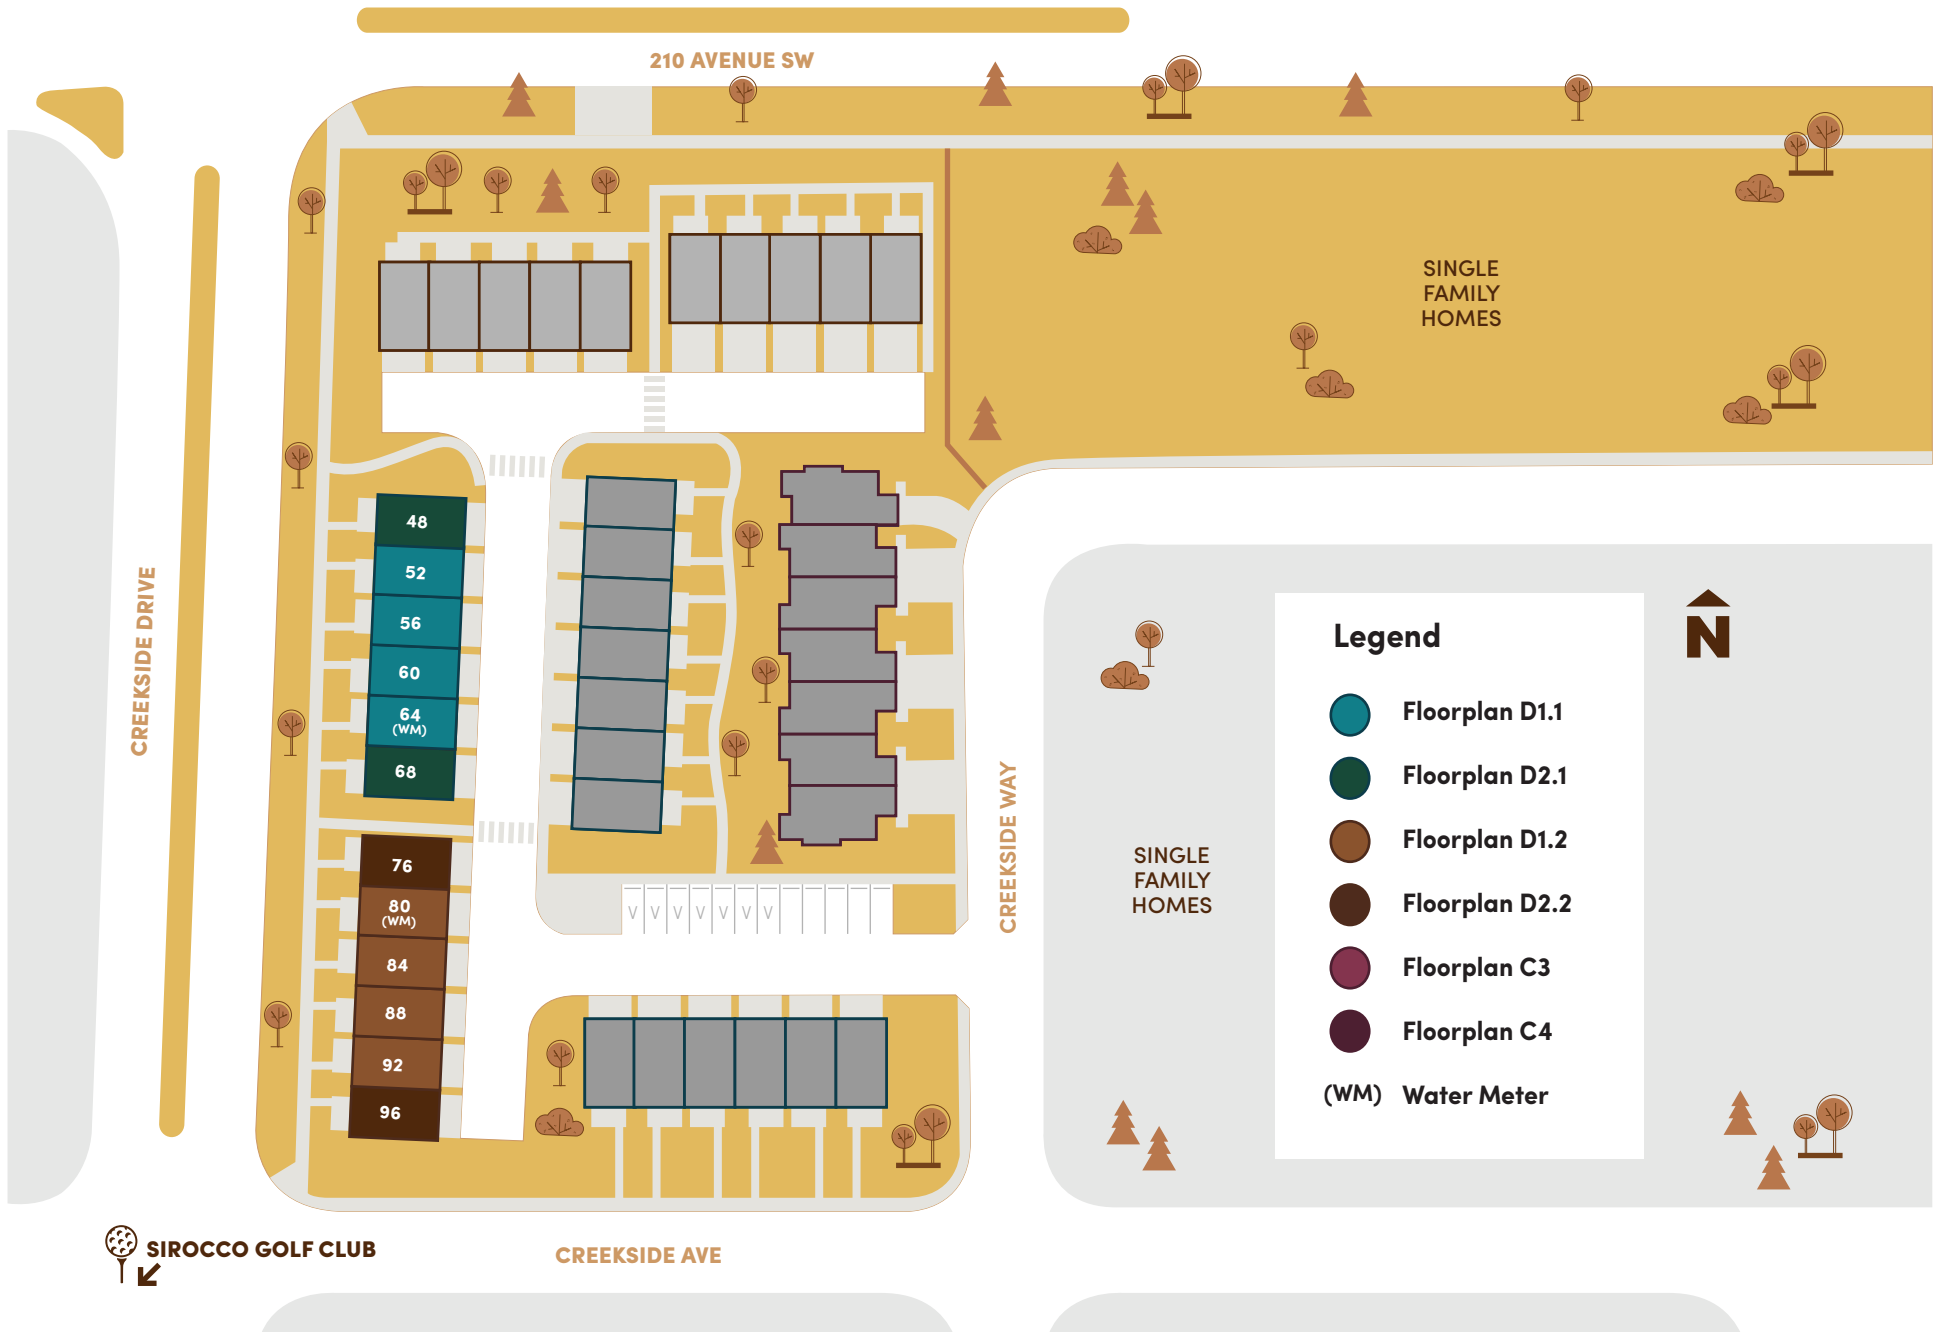 210 AVENUE SW
SINGLE
FAMILY
HOMES
CREEKSIDE DRIVE
48
52
56
60
64
(WM)
68
76
80
(WM)
84
88
92
96
V V V V V V V
CREEKSIDE WAY
SINGLE
FAMILY
HOMES
N
Legend
Floorplan D1.1
Floorplan D2.1
Floorplan D1.2
Floorplan D2.2
Floorplan C3
Floorplan C4
(WM) Water Meter
SIROCCO GOLF CLUB
CREEKSIDE AVE